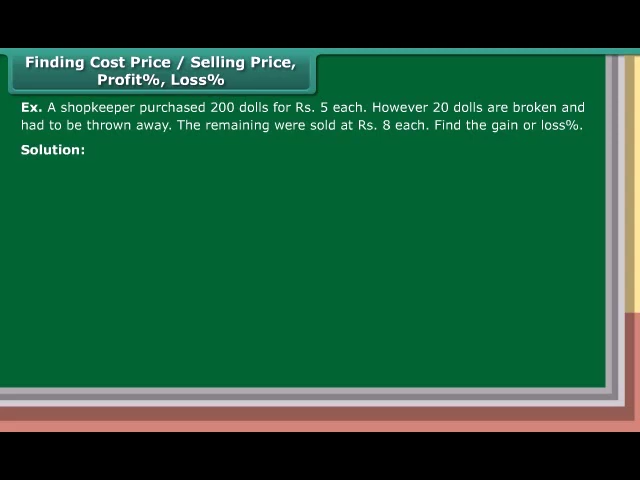 Finding Cost Price / Selling Price,
Profit%, Loss%
Ex. A shopkeeper purchased 200 dolls for Rs. 5 each. However 20 dolls are broken and
had to be thrown away. The remaining were sold at Rs. 8 each. Find the gain or loss%.
Solution: